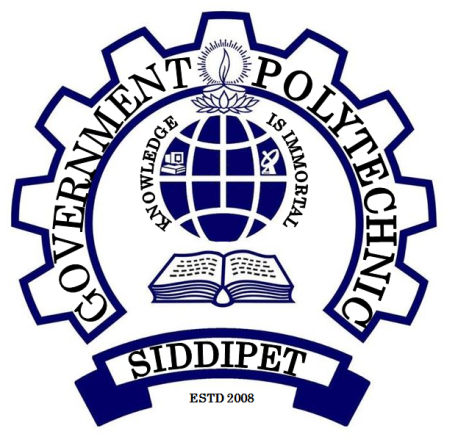 GOVERNMENT POLYTECHNIC
KNOWLEDGE IS IMMORTAL
SIDDIPET
ESTD 2008